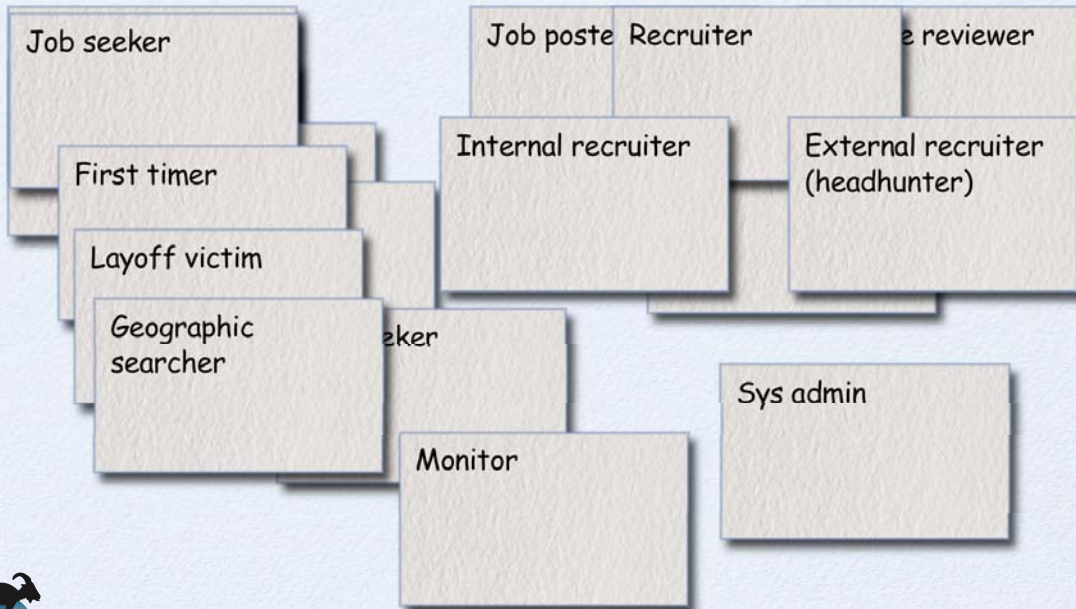 Job seeker
Job poste
Recruiter
e reviewer
Internal recruiter
External recruiter
(headhunter)
First timer
Layoff victim
Geographic
searcher
eker
Sys admin
Monitor